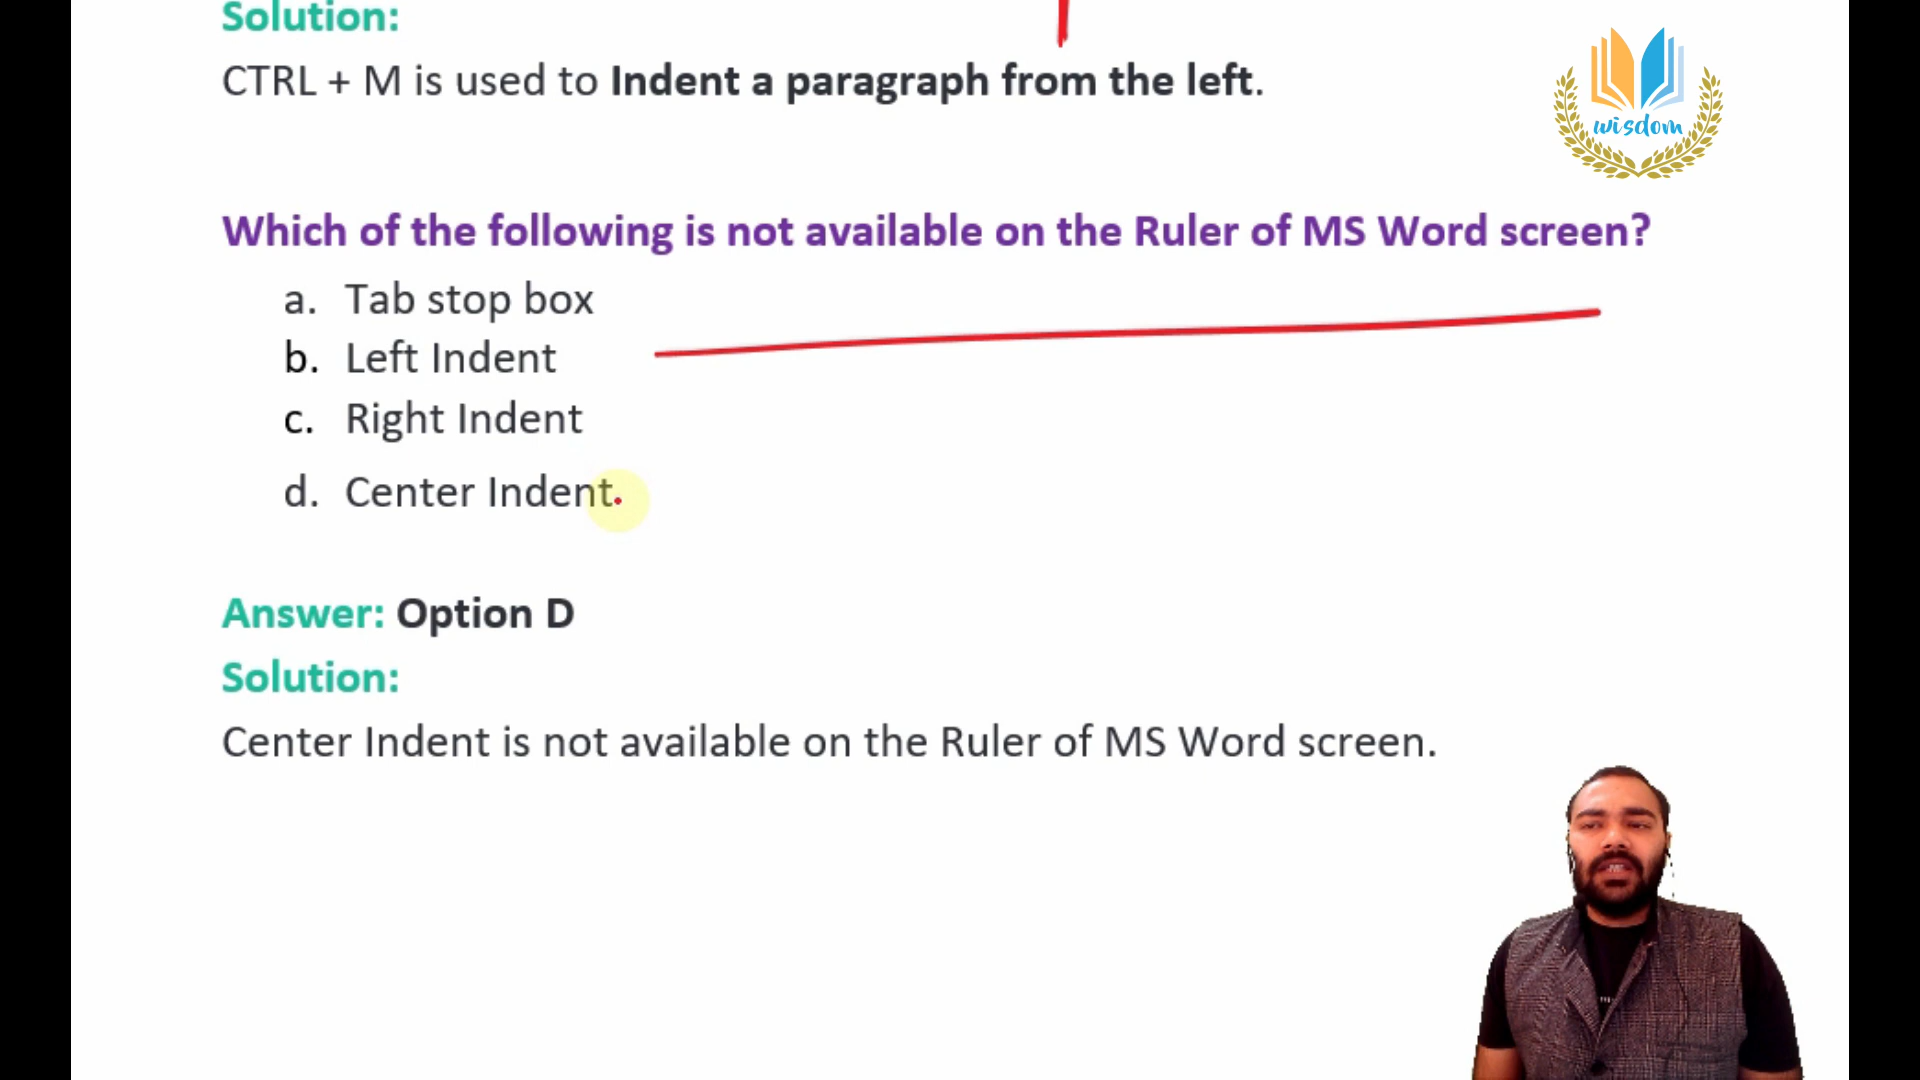 Solution:
CTRL + M is used to Indent a paragraph from the left.
wisdom
Which of the following is not available on the Ruler of MS Word screen?
a. Tab stop box
b. Left Indent
c. Right Indent
d. Center Indent
Answer: Option D
Solution:
Center Indent is not available on the Ruler of MS Word screen.